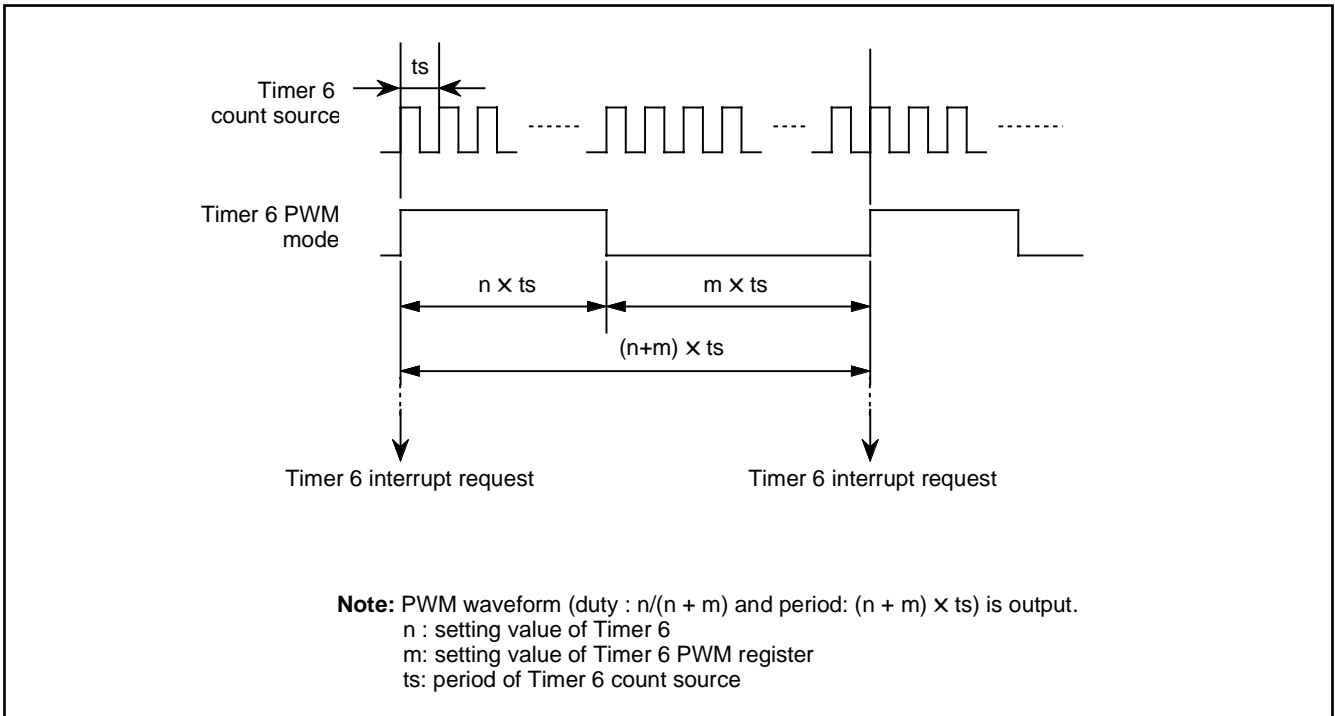 ts
Timer 6
count source
Timer 6 PWM
mode
n × ts
m × ts
(n+m) × ts
Timer 6 interrupt request
Timer 6 interrupt request
Note: PWM waveform (duty : n/(n + m) and period: (n + m) × ts) is output.
n : setting value of Timer 6
m: setting value of Timer 6 PWM register
ts: period of Timer 6 count source